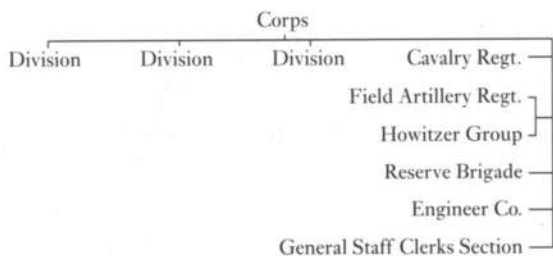 Corps
Division Division Division Cavalry Regt.
Field Artillery Regt.
Howitzer Group
Reserve Brigade
Engineer Co.
General Staff Clerks Section